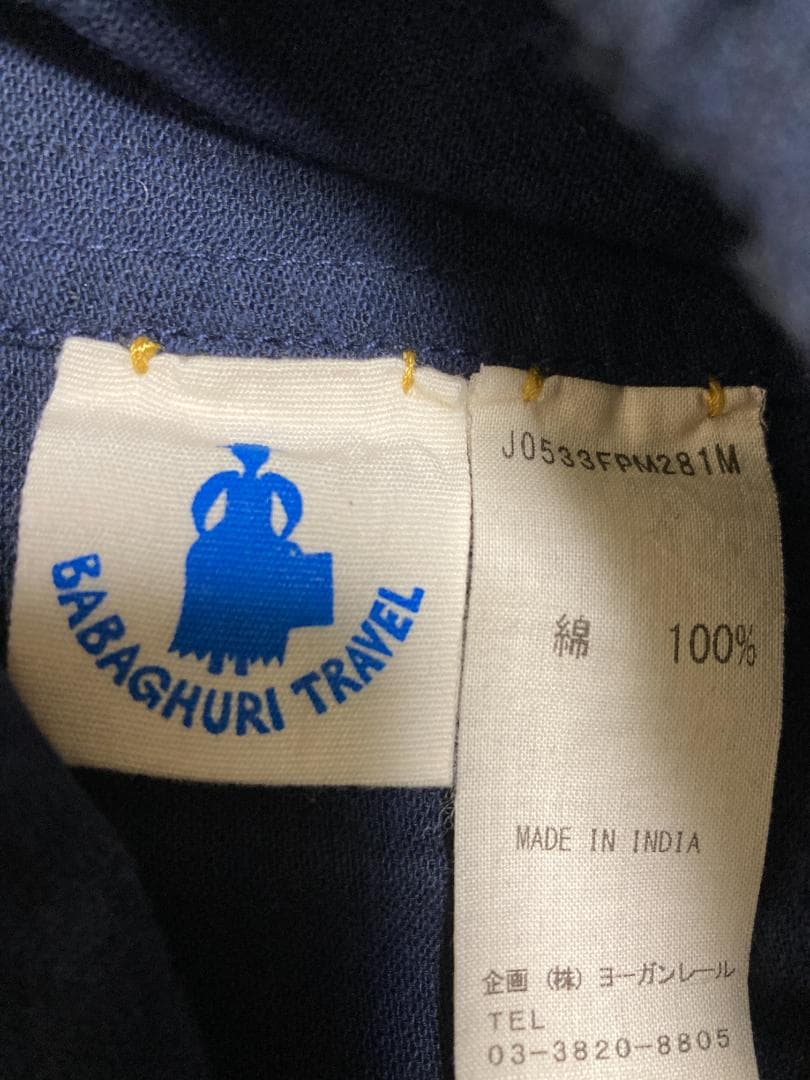 BABAGHURI TRAVEL
J0533FPM281M
綿 100%
MADE IN INDIA
企画 (株) ヨーガンレール
TEL
03-3820-8805